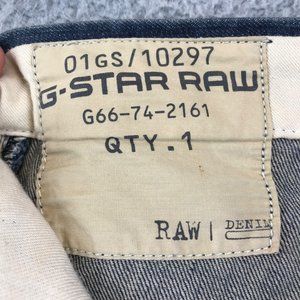 01GS/10297
G-STAR RAW
G66-74-2161
QTY.1
RAW | DENIM